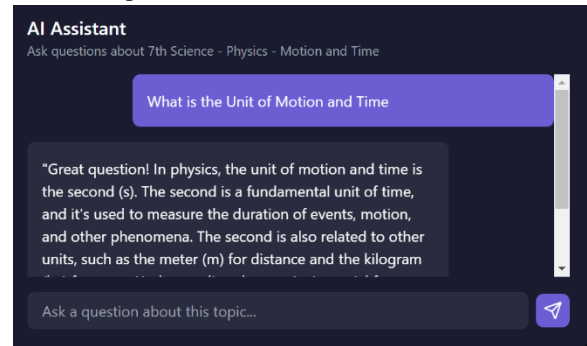 AI Assistant
Ask questions about 7th Science - Physics - Motion and Time
What is the Unit of Motion and Time
"Great question! In physics, the unit of motion and time is
the second (s). The second is a fundamental unit of time,
and it's used to measure the duration of events, motion,
and other phenomena. The second is also related to other
units, such as the meter (m) for distance and the kilogram
Ask a question about this topic...